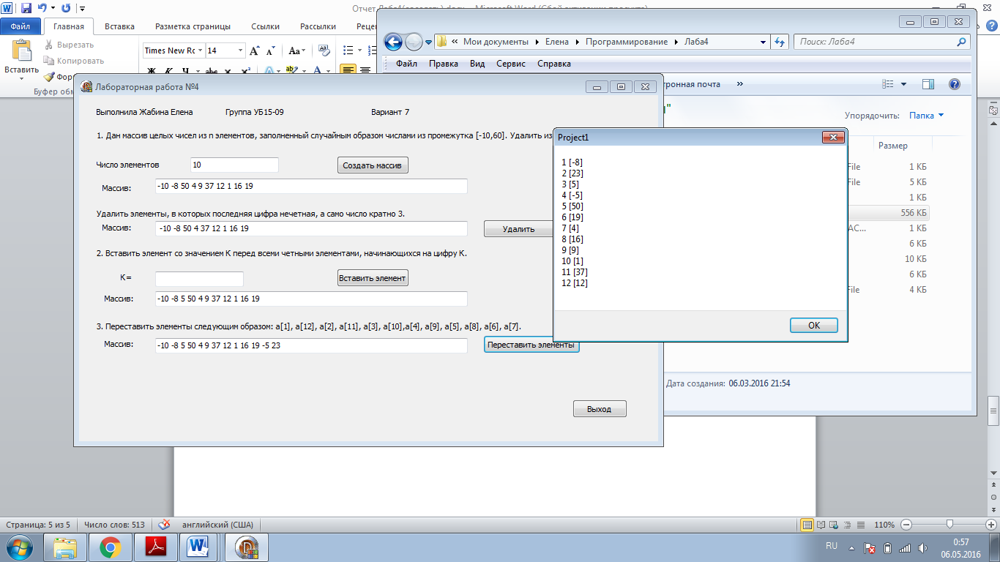 Отчет Лаба4(сделать).docx - Microsoft Word (Сбой активации продукта)
Файл Главная Вставка Разметка страницы Ссылки Рассылки
Вставить
Вырезать
Копировать
Times New Ro 14 Aa
Ж К Ч abc x x²
« Мои документы Елена Программирование Лаба4
Поиск: Лаба4
Файл Правка Вид Сервис Справка
»
Упорядочить: Папка
Размер
File 1 КБ
File 5 КБ
1 КБ
556 КБ
AC... 1 КБ
6 КБ
10 КБ
6 КБ
File 4 КБ
Дата создания: 06.03.2016 21:54
Лабораторная работа №4
Выполнила Жабина Елена Группа УБ15-09 Вариант 7
1. Дан массив целых чисел из n элементов, заполненный случайным образом числами из промежутка [-10,60]. Удалить из
Число элементов 10 Создать массив
Массив: -10 -8 50 4 9 37 12 1 16 19
Удалить элементы, в которых последняя цифра нечетная, а само число кратно 3.
Массив: -10 -8 50 4 37 12 1 16 19 Удалить
2. Вставить элемент со значением К перед всеми четными элементами, начинающихся на цифру К.
К= Вставить элемент
Массив: -10 -8 5 50 4 9 37 12 1 16 19
3. Переставить элементы следующим образом: a[1], a[12], a[2], a[11], a[3], a[10],a[4], a[9], a[5], a[8], a[6], a[7].
Массив: -10 -8 5 50 4 9 37 12 1 16 19 -5 23 Переставить элементы
Выход
Project1
1 [-8]
2 [23]
3 [5]
4 [-5]
5 [50]
6 [19]
7 [4]
8 [16]
9 [9]
10 [1]
11 [37]
12 [12]
OK
Страница: 5 из 5 Число слов: 513 английский (США) 110%
RU 0:57
06.05.2016